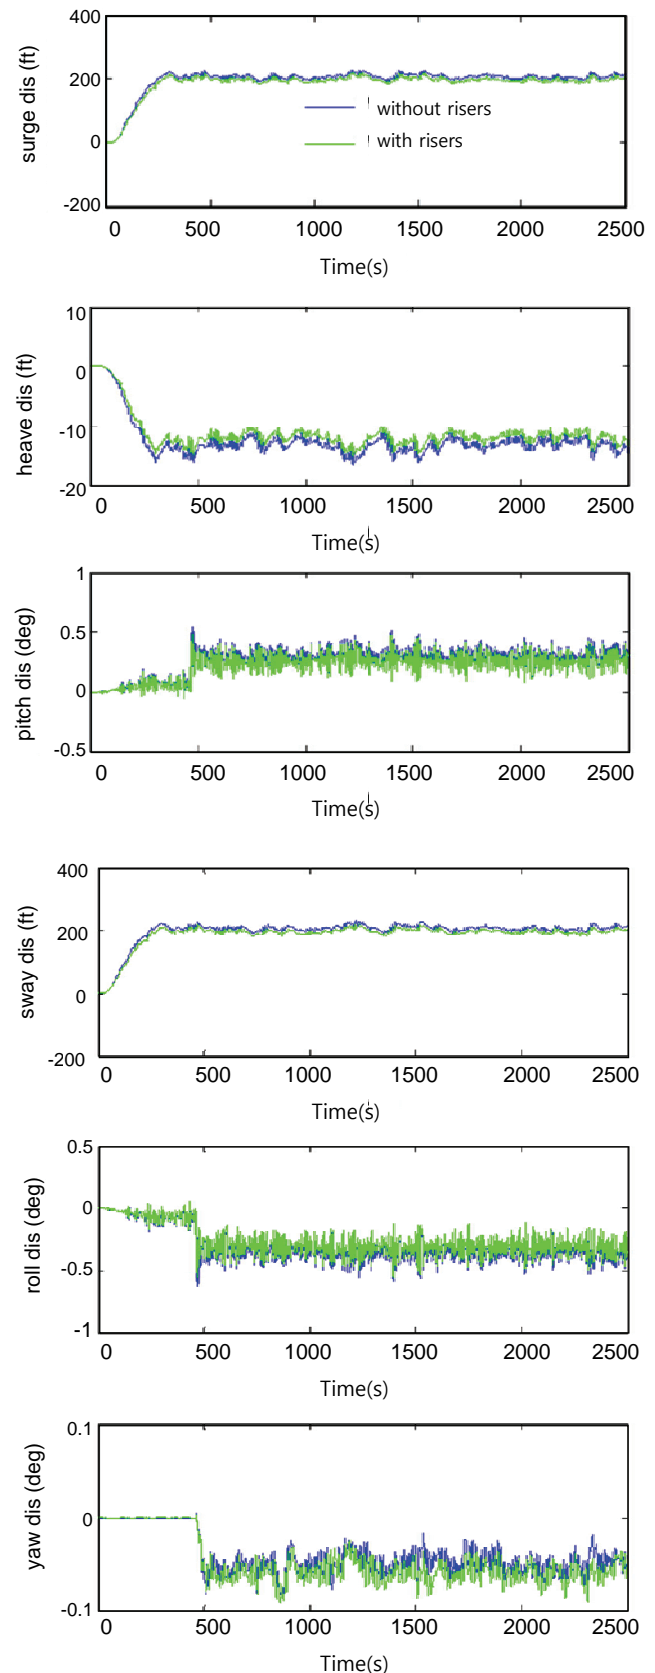 400
200
0
-200
surge dis (ft)
without risers
with risers
0 500 1000 1500 2000 2500
Time(s)
10
0
-10
-20
heave dis (ft)
0 500 1000 1500 2000 2500
Time(s)
1
0.5
0
-0.5
pitch dis (deg)
0 500 1000 1500 2000 2500
Time(s)
400
200
0
-200
sway dis (ft)
0 500 1000 1500 2000 2500
Time(s)
0.5
0
-0.5
-1
roll dis (deg)
0 500 1000 1500 2000 2500
Time(s)
0.1
0
-0.1
yaw dis (deg)
0 500 1000 1500 2000 2500
Time(s)